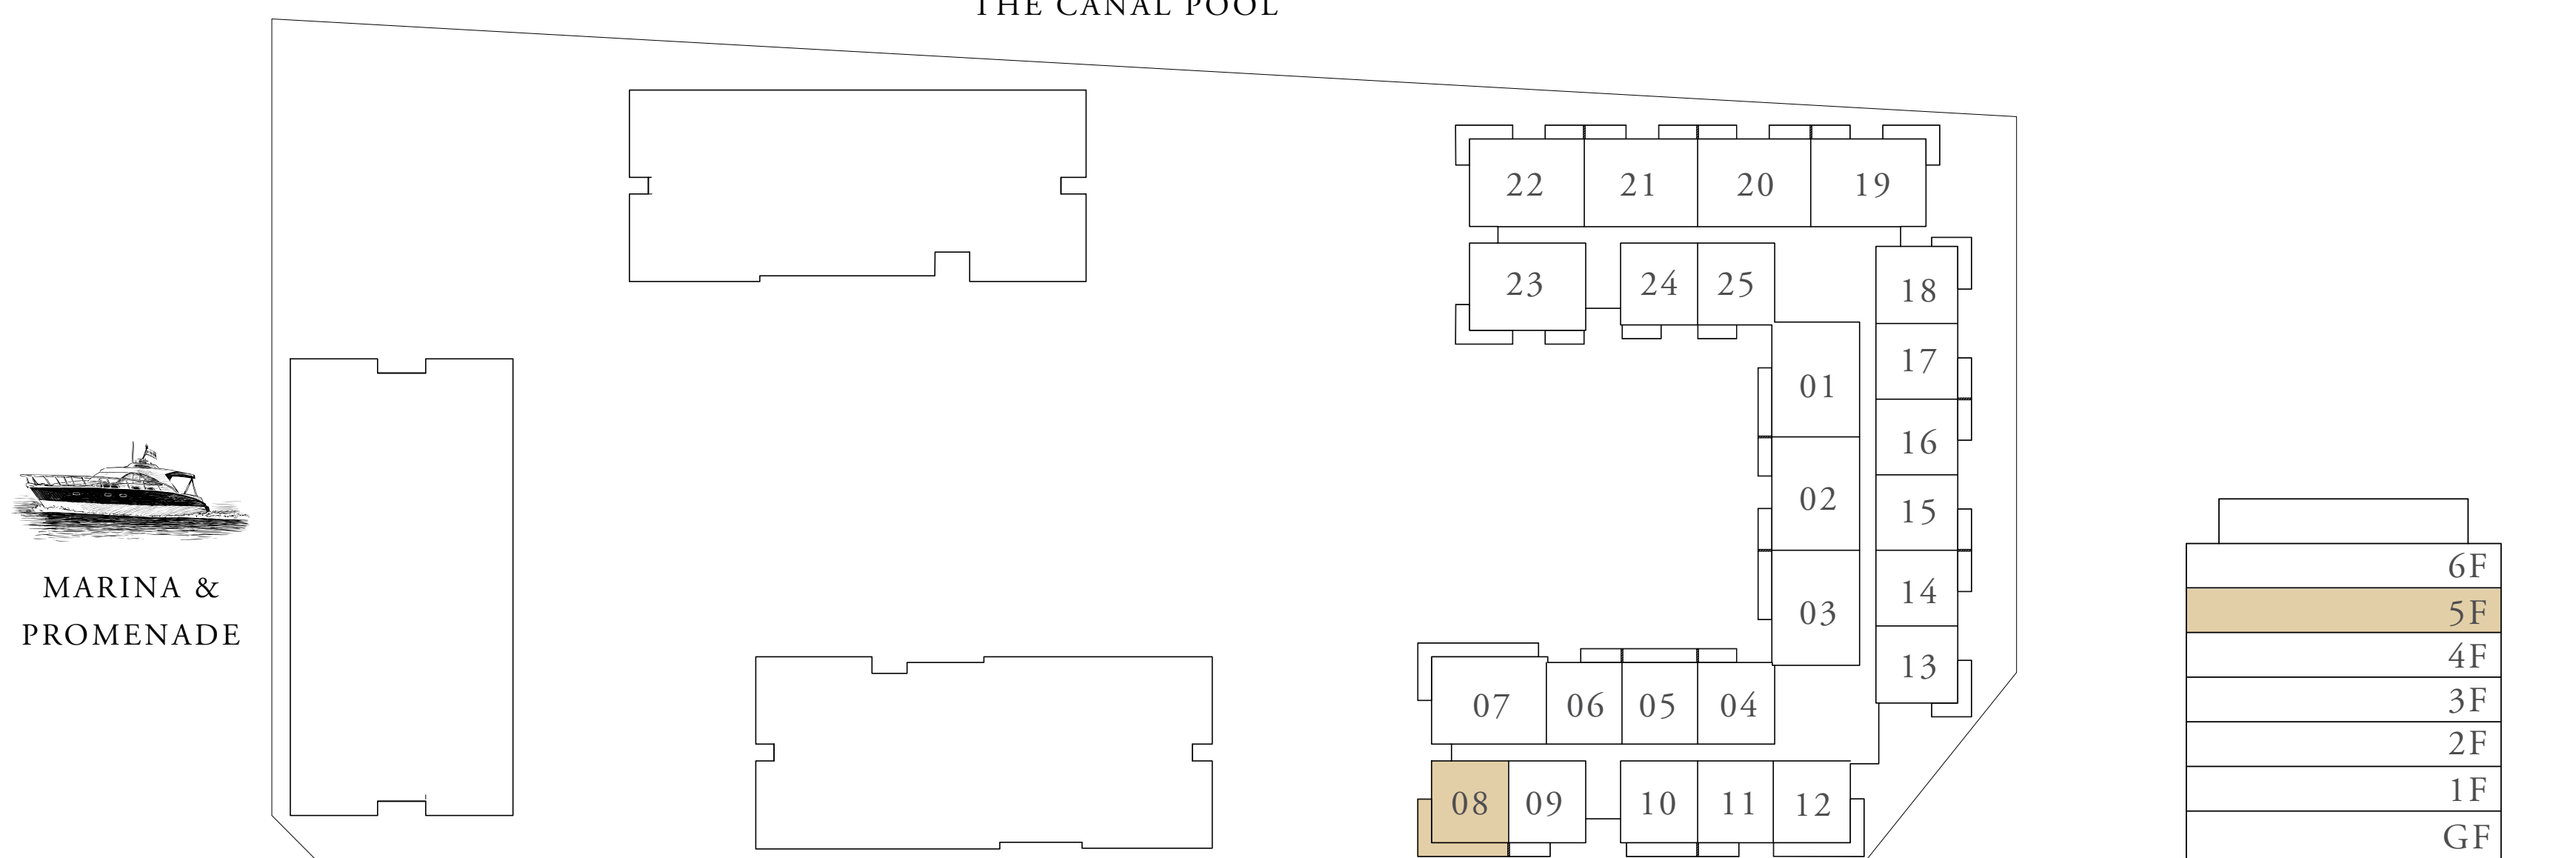 THE CANAL POOL
22 21 20 19
23 24 25
18
17
01
16
02
15
14
03
13
07 06 05 04
08 09 10 11 12
MARINA &
PROMENADE
6F
5F
4F
3F
2F
1F
GF